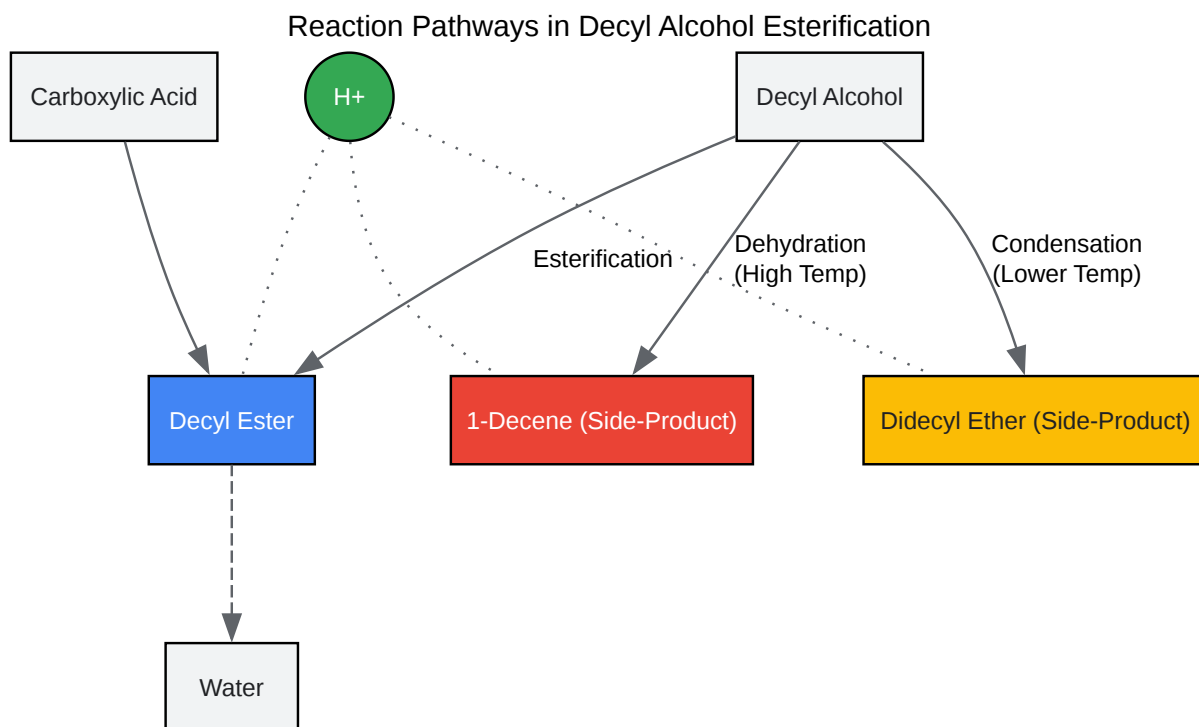 Reaction Pathways in Decyl Alcohol Esterification
Carboxylic Acid
H+
Decyl Alcohol
Esterification
Dehydration
(High Temp)
Condensation
(Lower Temp)
Decyl Ester
1-Decene (Side-Product)
Didecyl Ether (Side-Product)
Water